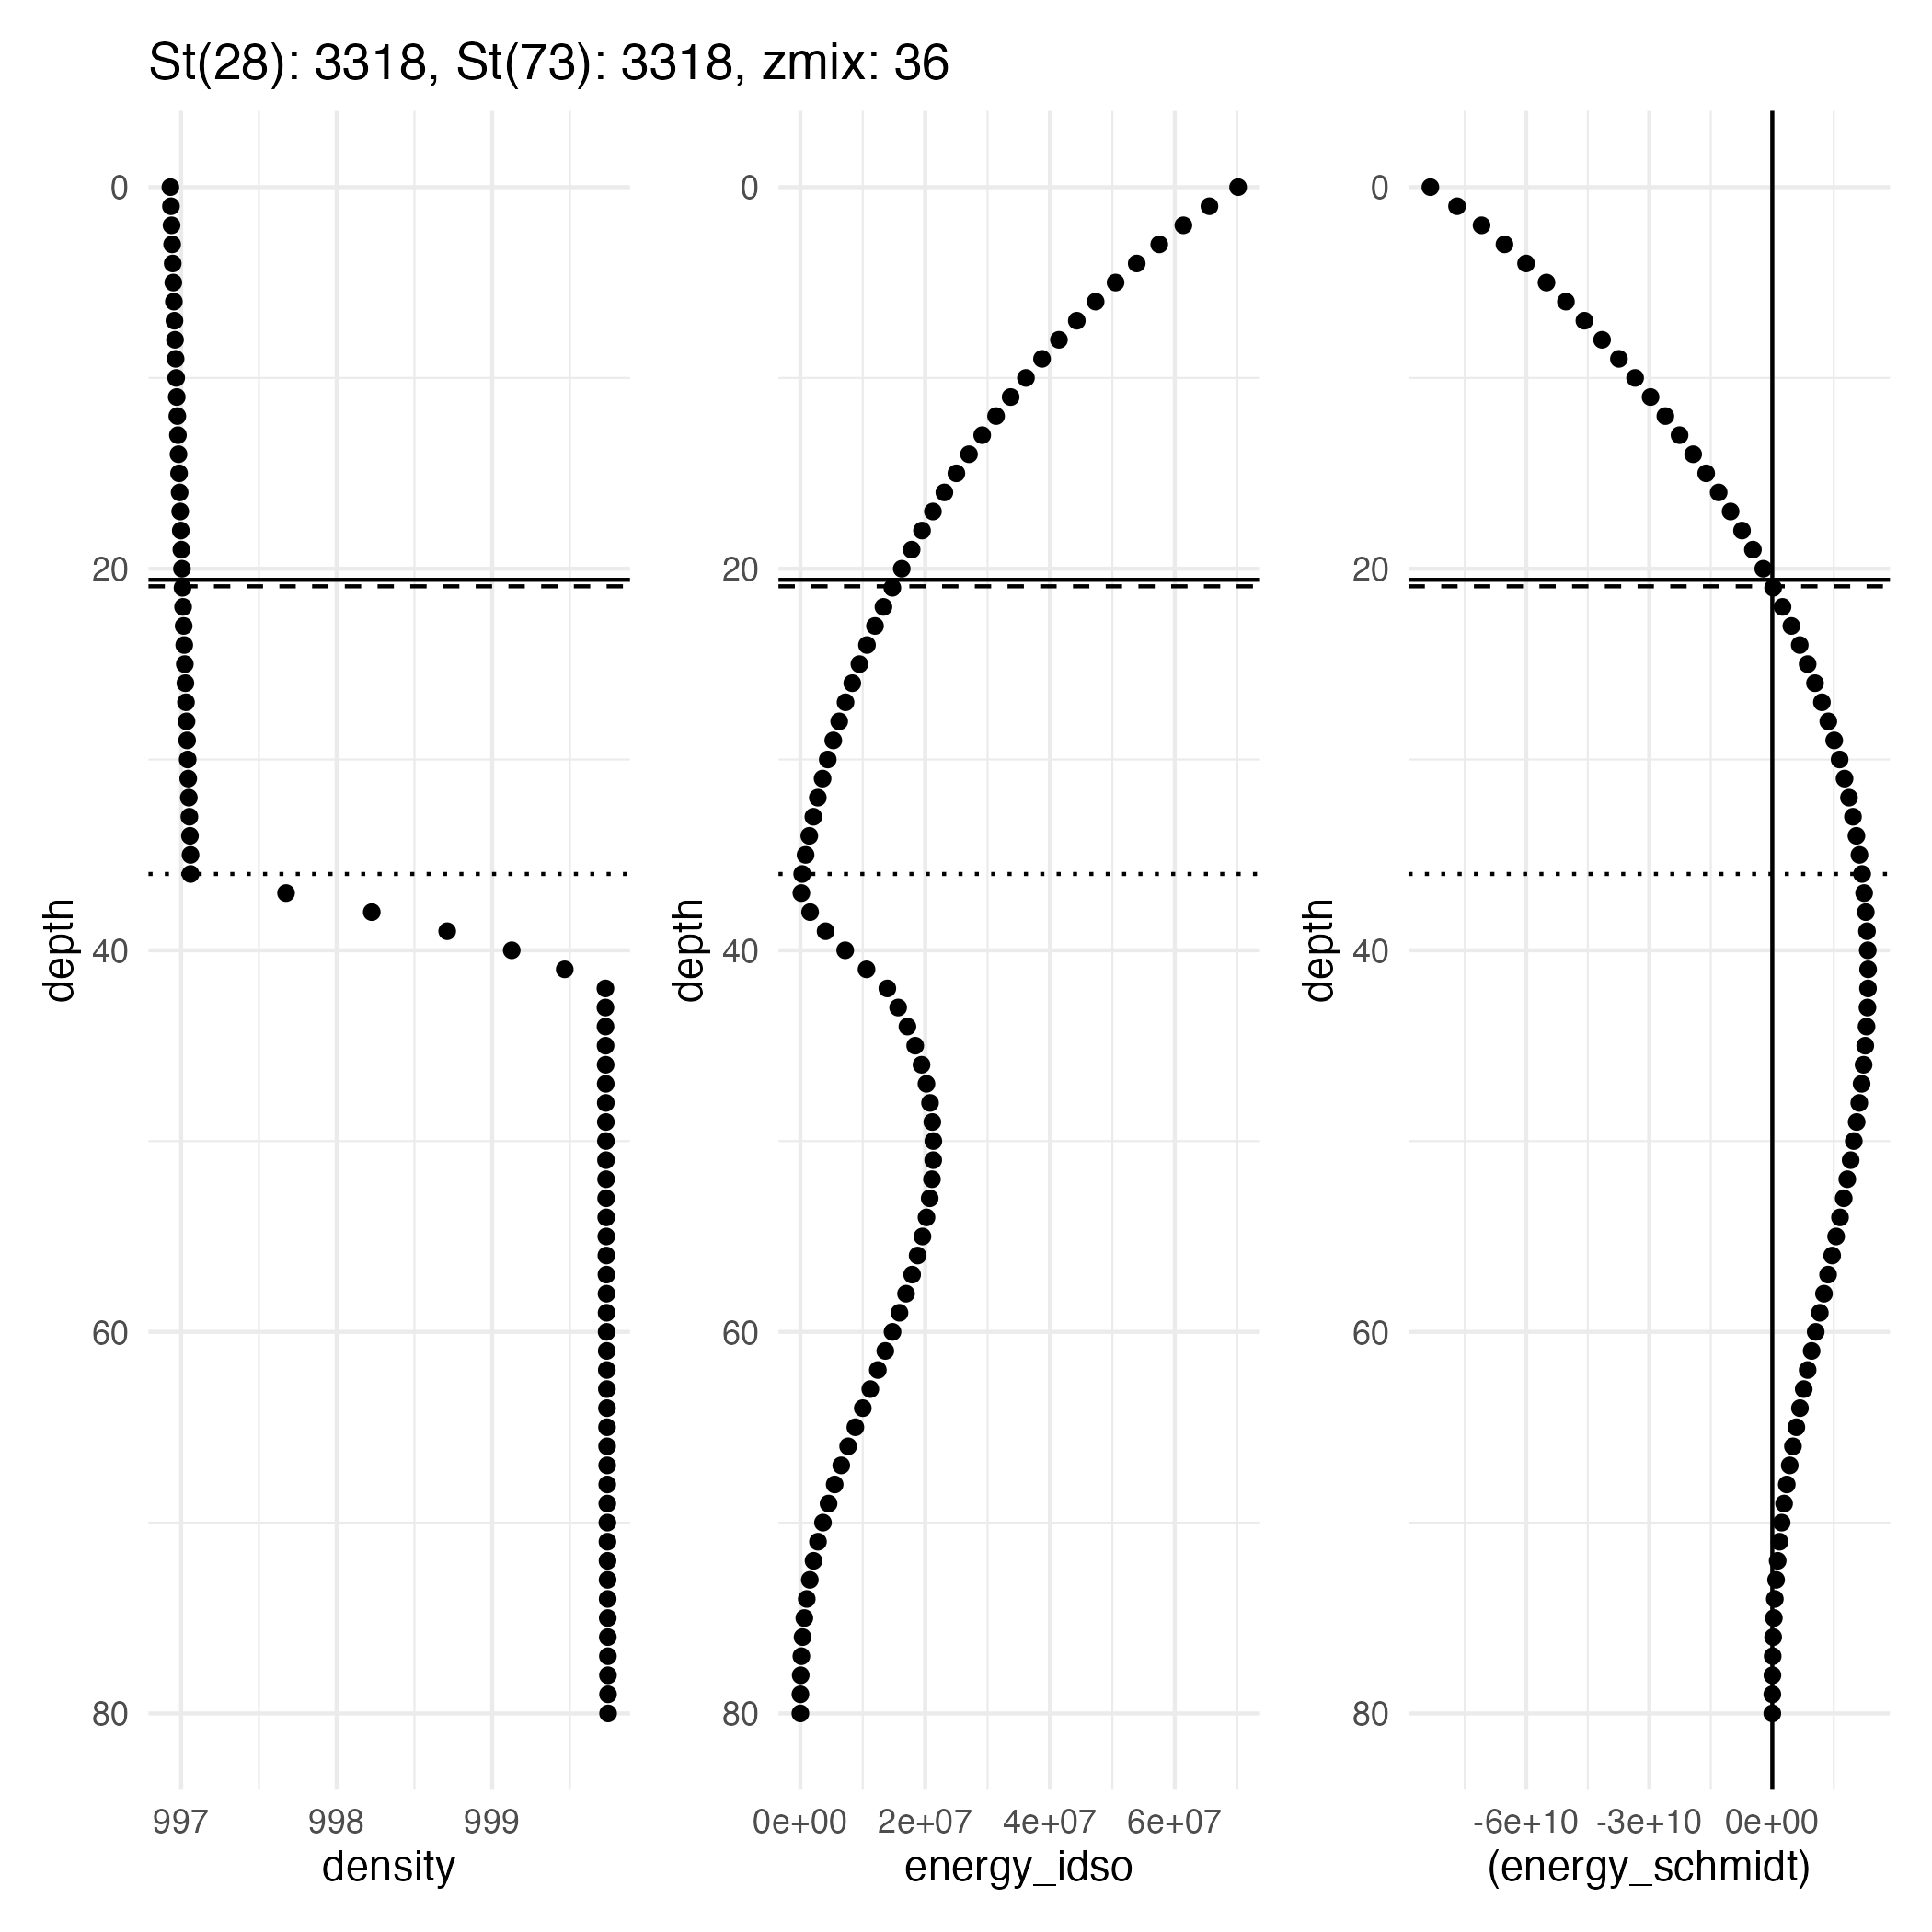 St(28): 3318, St(73): 3318, zmix: 36
0
20
40
60
80
depth
997 998 999
density
0
20
40
60
80
depth
0e+00 2e+07 4e+07 6e+07
energy_idso
0
20
40
60
80
depth
-6e+10 -3e+10 0e+00
(energy_schmidt)